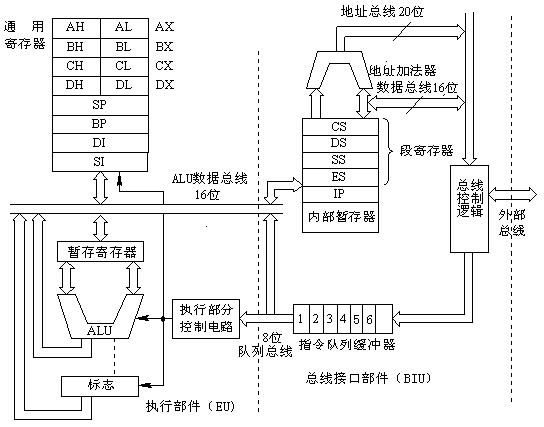 通 用
寄存器
AH AL AX
BH BL BX
CH CL CX
DH DL DX
SP
BP
DI
SI
ALU数据总线
16位
暂存寄存器
ALU
标志
执行部分
控制电路
执行部件（EU）
地址总线20位
地址加法器
数据总线16位
CS
DS
SS
ES
IP
内部暂存器
段寄存器
总线
控制
逻辑
外部
总线
8位
队列总线
1 2 3 4 5 6
指令队列缓冲器
总线接口部件（BIU）